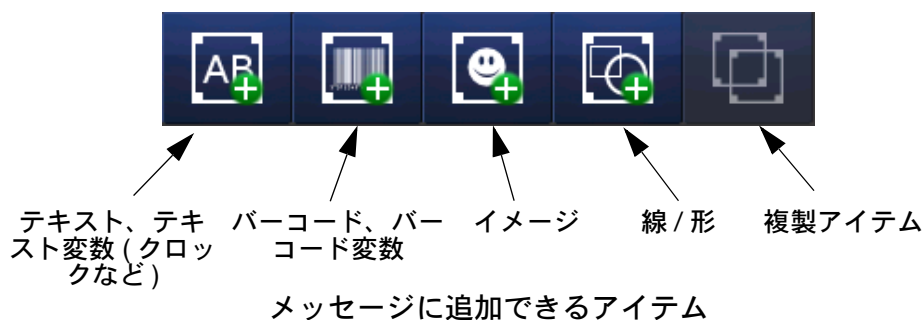 AB
テキスト、テキ
スト変数 ( クロッ
クなど )
バーコード、バー
コード変数
イメージ
線 / 形
複製アイテム
メッセージに追加できるアイテム